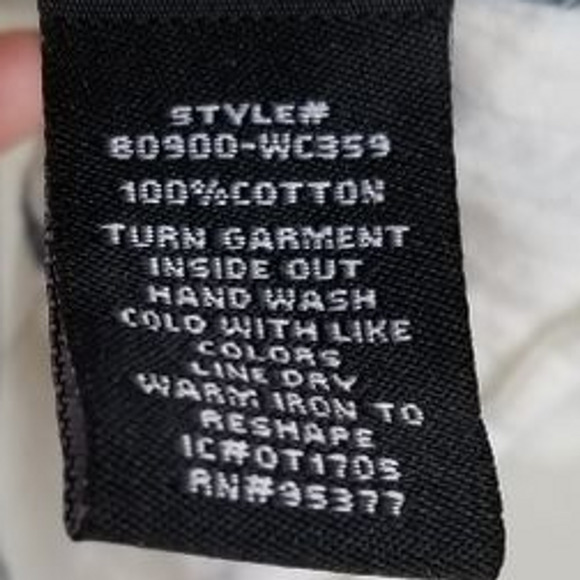 STYLE#
80900-WC359
100%COTTON
TURN GARMENT
INSIDE OUT
HAND WASH
COLD WITH LIKE
COLORS
LINE DRY
WARM IRON TO
RESHAPE
IC#OT1705
RN#95377